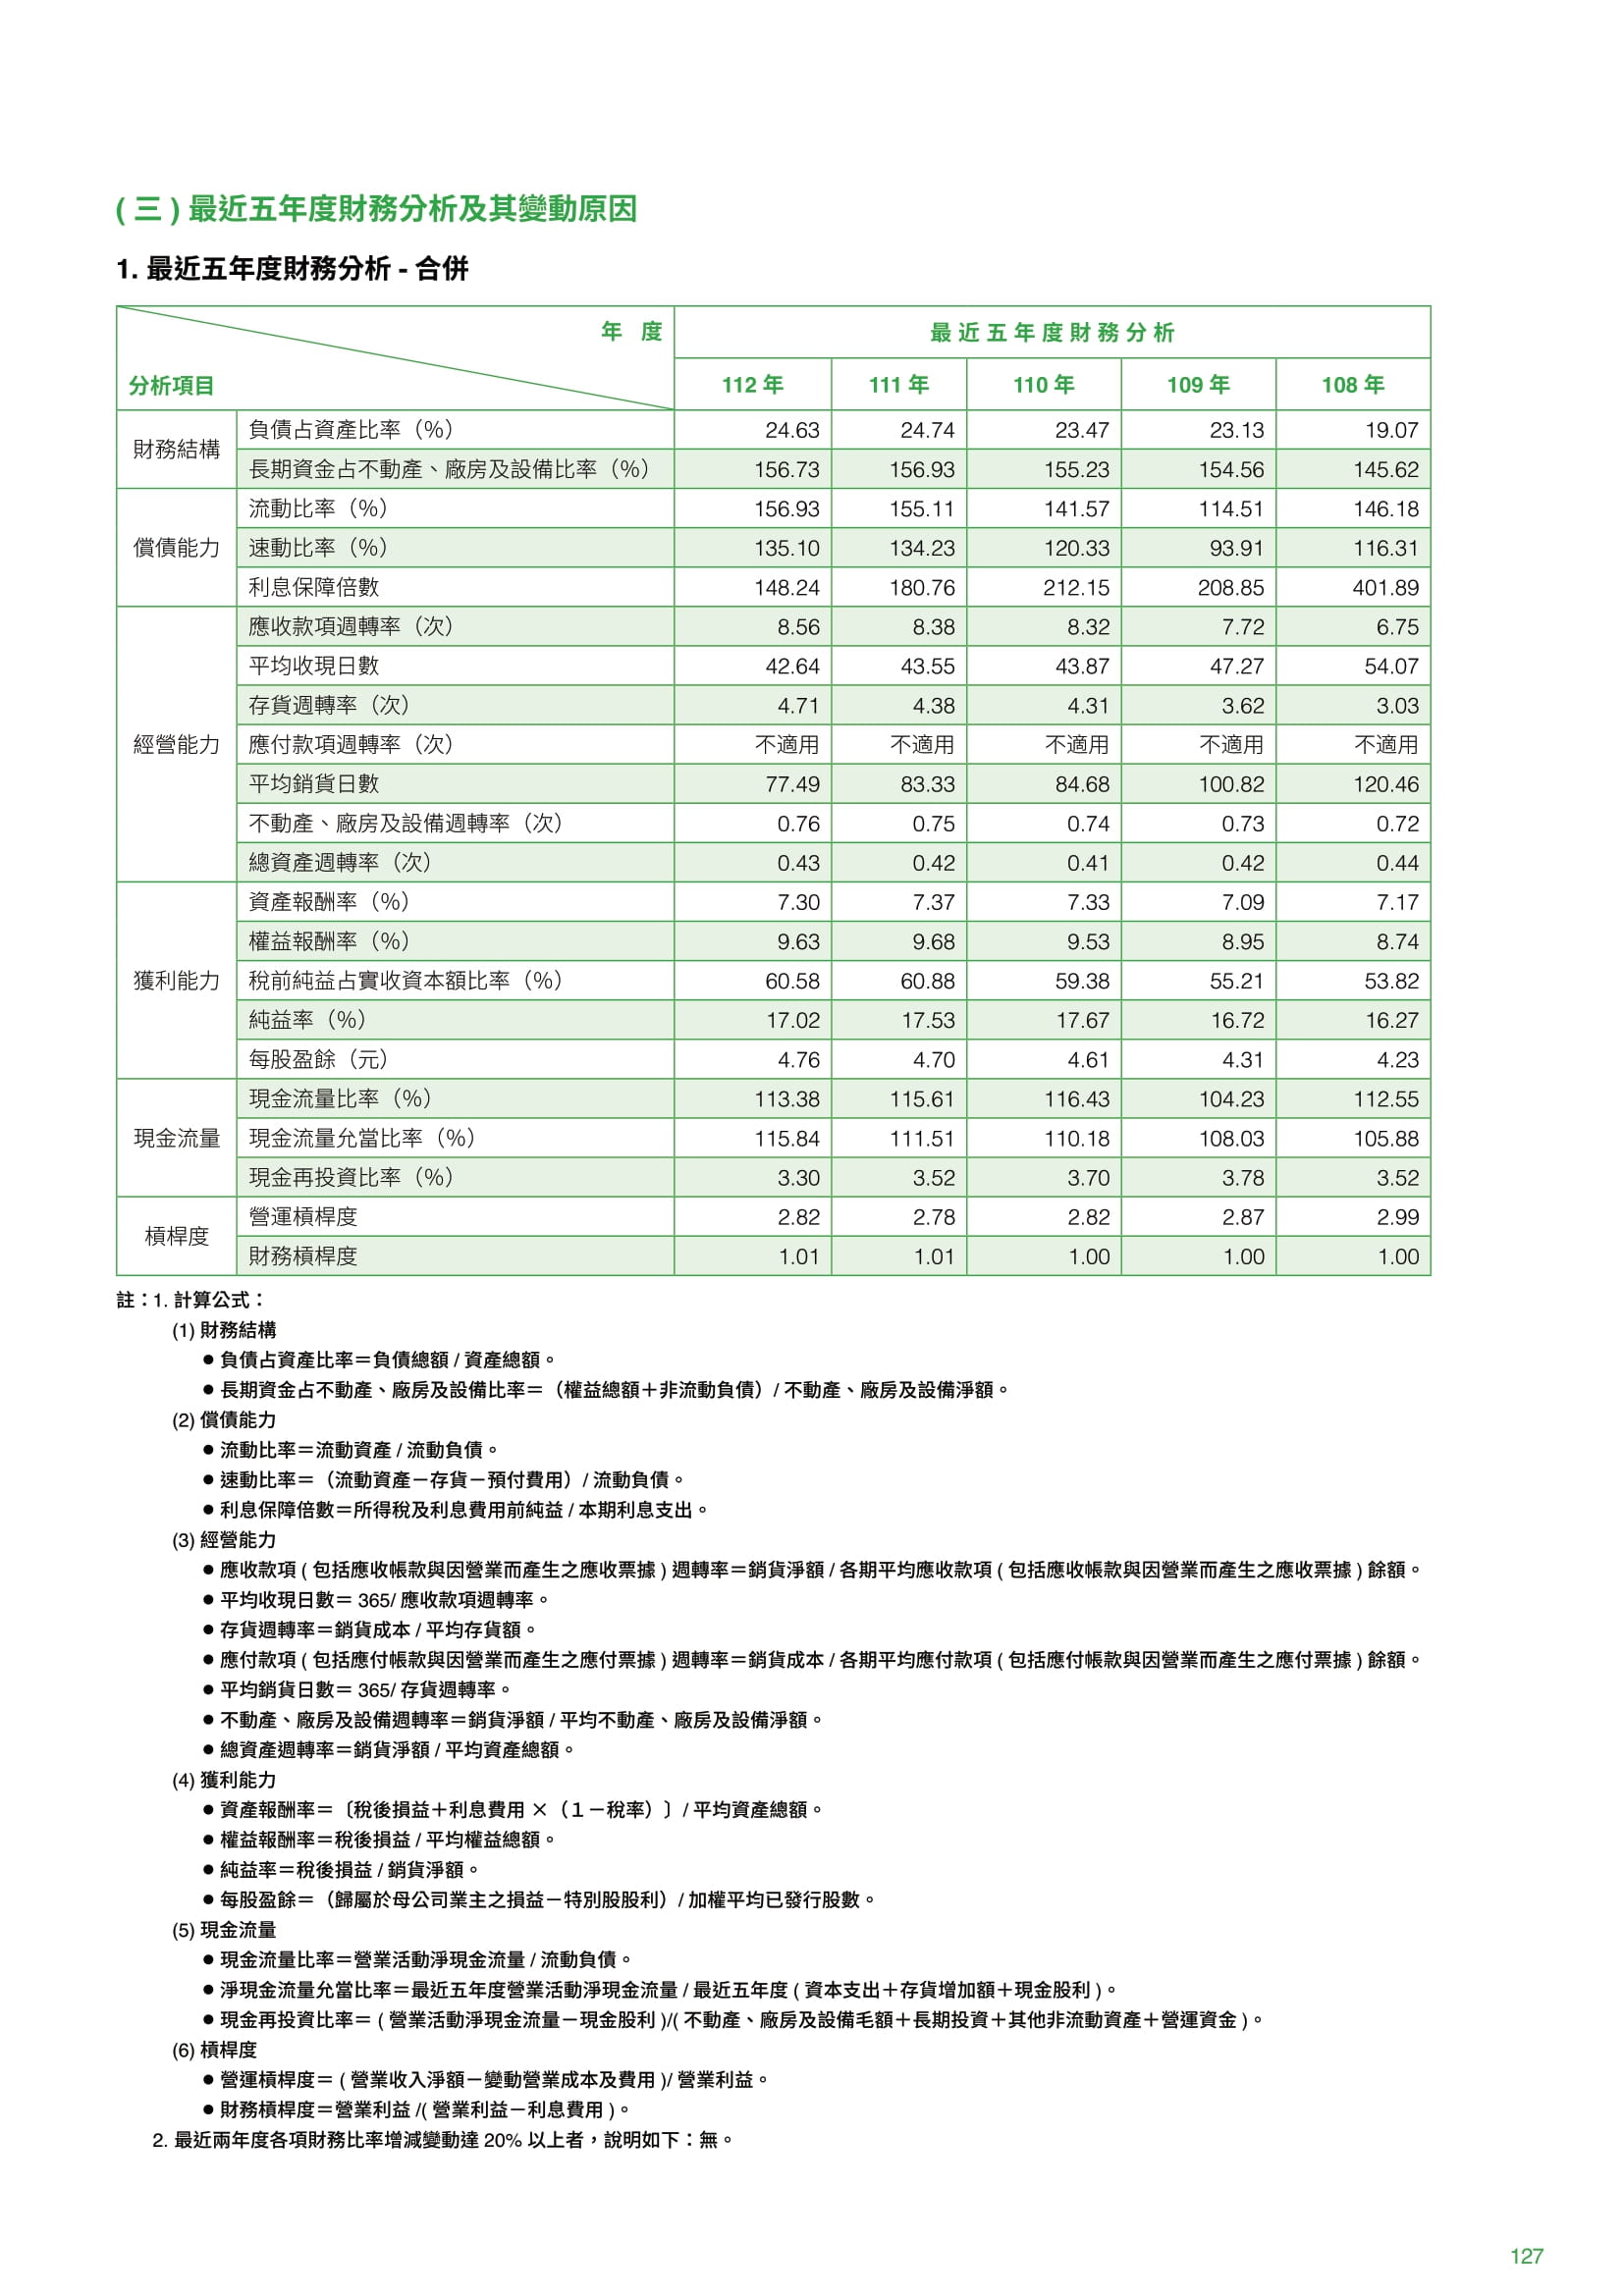 ( 三 ) 最近五年度財務分析及其變動原因
1. 最近五年度財務分析 - 合併
年 度 最近五年度財務分析
分析項目 112 年 111 年 110 年 109 年 108 年
財務結構 負債占資產比率（%） 24.63 24.74 23.47 23.13 19.07
長期資金占不動產、廠房及設備比率（%） 156.73 156.93 155.23 154.56 145.62
償債能力 流動比率（%） 156.93 155.11 141.57 114.51 146.18
速動比率（%） 135.10 134.23 120.33 93.91 116.31
利息保障倍數 148.24 180.76 212.15 208.85 401.89
經營能力 應收款項週轉率（次） 8.56 8.38 8.32 7.72 6.75
平均收現日數 42.64 43.55 43.87 47.27 54.07
存貨週轉率（次） 4.71 4.38 4.31 3.62 3.03
應付款項週轉率（次） 不適用 不適用 不適用 不適用 不適用
平均銷貨日數 77.49 83.33 84.68 100.82 120.46
不動產、廠房及設備週轉率（次） 0.76 0.75 0.74 0.73 0.72
總資產週轉率（次） 0.43 0.42 0.41 0.42 0.44
獲利能力 資產報酬率（%） 7.30 7.37 7.33 7.09 7.17
權益報酬率（%） 9.63 9.68 9.53 8.95 8.74
稅前純益占實收資本額比率（%） 60.58 60.88 59.38 55.21 53.82
純益率（%） 17.02 17.53 17.67 16.72 16.27
每股盈餘（元） 4.76 4.70 4.61 4.31 4.23
現金流量 現金流量比率（%） 113.38 115.61 116.43 104.23 112.55
現金流量允當比率（%） 115.84 111.51 110.18 108.03 105.88
現金再投資比率（%） 3.30 3.52 3.70 3.78 3.52
槓桿度 營運槓桿度 2.82 2.78 2.82 2.87 2.99
財務槓桿度 1.01 1.01 1.00 1.00 1.00
註：1. 計算公式：
(1) 財務結構
● 負債占資產比率＝負債總額 / 資產總額。
● 長期資金占不動產、廠房及設備比率＝（權益總額＋非流動負債）/ 不動產、廠房及設備淨額。
(2) 償債能力
● 流動比率＝流動資產 / 流動負債。
● 速動比率＝（流動資產－存貨－預付費用）/ 流動負債。
● 利息保障倍數＝所得稅及利息費用前純益 / 本期利息支出。
(3) 經營能力
● 應收款項 ( 包括應收帳款與因營業而產生之應收票據 ) 週轉率＝銷貨淨額 / 各期平均應收款項 ( 包括應收帳款與因營業而產生之應收票據 ) 餘額。
● 平均收現日數＝ 365/ 應收款項週轉率。
● 存貨週轉率＝銷貨成本 / 平均存貨額。
● 應付款項 ( 包括應付帳款與因營業而產生之應付票據 ) 週轉率＝銷貨成本 / 各期平均應付款項 ( 包括應付帳款與因營業而產生之應付票據 ) 餘額。
● 平均銷貨日數＝ 365/ 存貨週轉率。
● 不動產、廠房及設備週轉率＝銷貨淨額 / 平均不動產、廠房及設備淨額。
● 總資產週轉率＝銷貨淨額 / 平均資產總額。
(4) 獲利能力
● 資產報酬率＝〔稅後損益＋利息費用 ×（１－稅率）〕/ 平均資產總額。
● 權益報酬率＝稅後損益 / 平均權益總額。
● 純益率＝稅後損益 / 銷貨淨額。
● 每股盈餘＝（歸屬於母公司業主之損益－特別股股利）/ 加權平均已發行股數。
(5) 現金流量
● 現金流量比率＝營業活動淨現金流量 / 流動負債。
● 淨現金流量允當比率＝最近五年度營業活動淨現金流量 / 最近五年度 ( 資本支出＋存貨增加額＋現金股利 )。
● 現金再投資比率＝ ( 營業活動淨現金流量－現金股利 )/( 不動產、廠房及設備毛額＋長期投資＋其他非流動資產＋營運資金 )。
(6) 槓桿度
● 營運槓桿度＝ ( 營業收入淨額－變動營業成本及費用 )/ 營業利益。
● 財務槓桿度＝營業利益 /( 營業利益－利息費用 )。
2. 最近兩年度各項財務比率增減變動達 20% 以上者，說明如下：無。
127